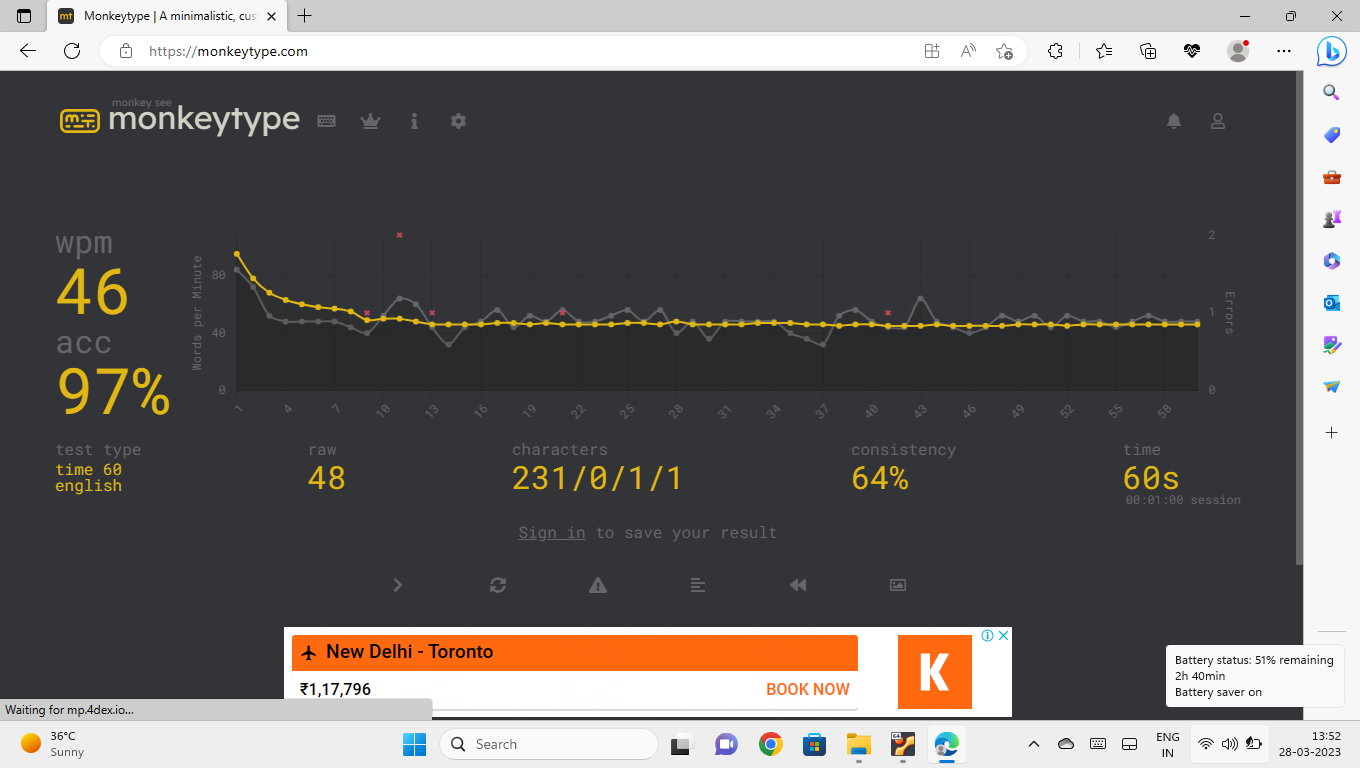 Monkeytype | A minimalistic, cus
https://monkeytype.com
monkey see
monkeytype
wpm
46
acc
97%
Words per Minute
80
40
0
2
1
0
Errors
1 4 7 10 13 16 19 22 25 28 31 34 37 40 43 46 49 52 55 58
test type
time 60
english
raw
48
characters
231/0/1/1
consistency
64%
time
60s
00:01:00 session
Sign in to save your result
New Delhi - Toronto
₹1,17,796
BOOK NOW
K
Battery status: 51% remaining
2h 40min
Battery saver on
Waiting for mp.4dex.io...
36°C
Sunny
Search
ENG
IN
13:52
28-03-2023